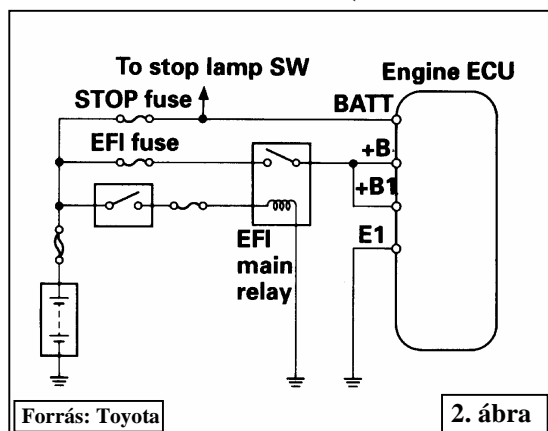 To stop lamp SW
Engine ECU
STOP fuse
BATT
EFI fuse
+B
+B1
E1
EFI
main
relay
Forrás: Toyota
2. ábra